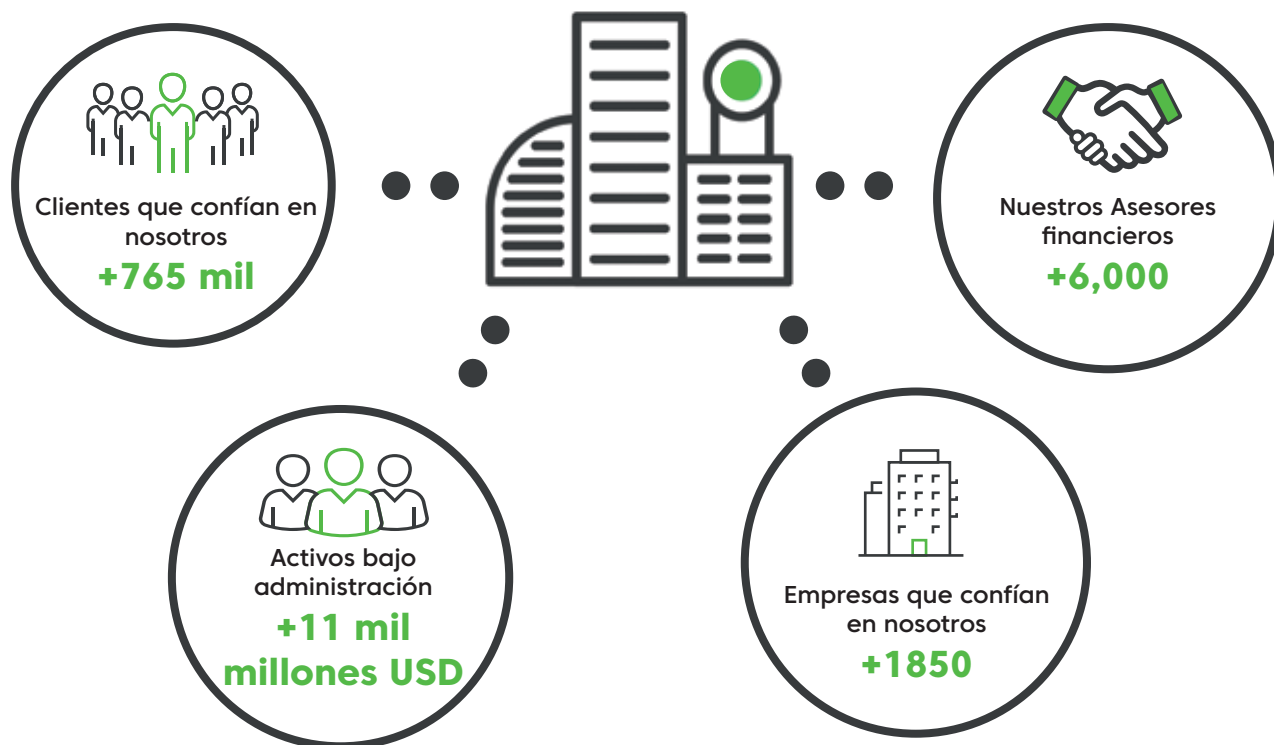 Clientes que confían en
nosotros
+765 mil
Nuestros Asesores
financieros
+6,000
Activos bajo
administración
+11 mil
millones USD
Empresas que confían
en nosotros
+1850